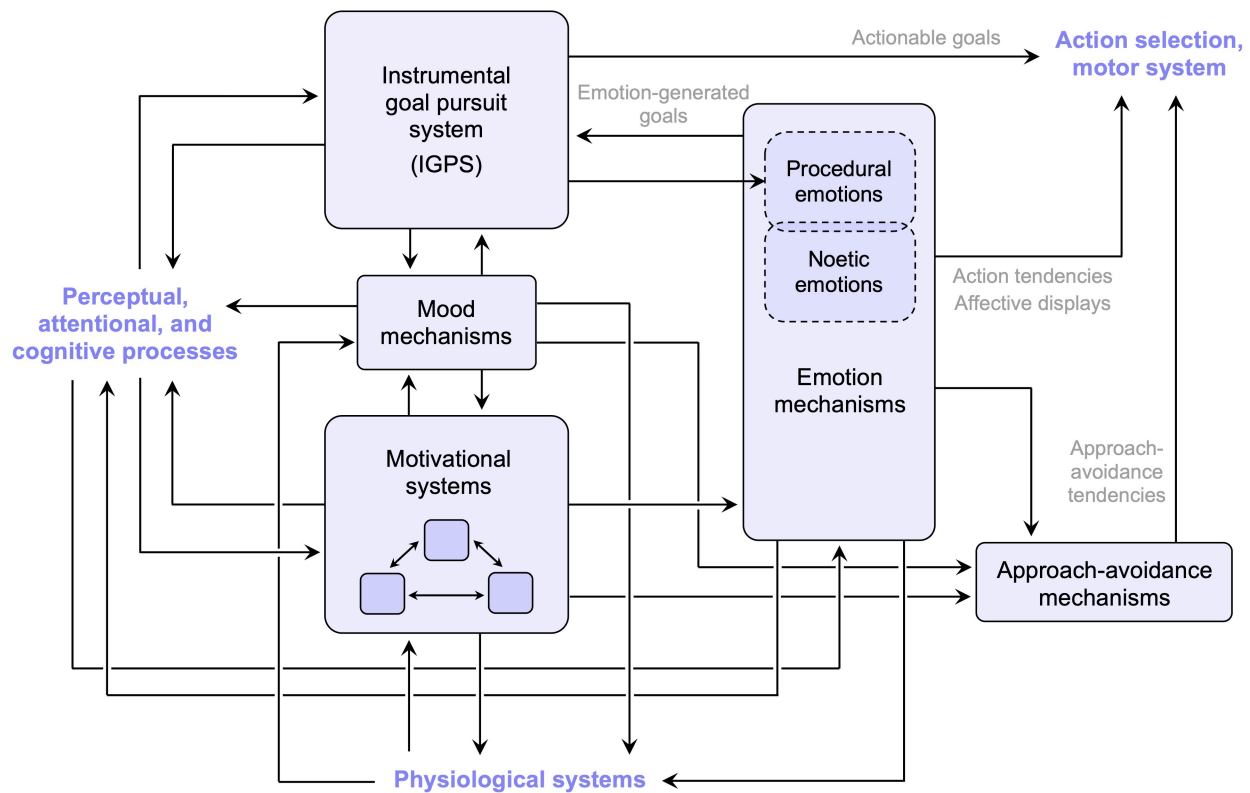 Instrumental
goal pursuit
system
(IGPS)
Actionable goals
Action selection,
motor system
Emotion-generated
goals
Procedural
emotions
Noetic
emotions
Emotion
mechanisms
Action tendencies
Affective displays
Perceptual,
attentional, and
cognitive processes
Mood
mechanisms
Motivational
systems
Approach-
avoidance
tendencies
Approach-avoidance
mechanisms
Physiological systems